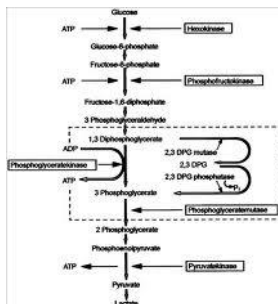 Glucose
ATP
Hexokinase
Glucose-6-phosphate
Fructose-6-phosphate
ATP
Phosphofructokinase
Fructose-1,6-diphosphate
3 Phosphoglyceraldehyde
1,3 Diphosphoglycerate
ADP
2,3 DPG mutase
Phosphoglyceratekinase
2,3 DPG
2,3 DPG phosphatase
ATP
P₁
3 Phosphoglycerate
Phosphoglyceratemutase
2 Phosphoglycerate
Phosphoenolpyruvate
ATP
Pyruvatekinase
Pyruvate
Lactate